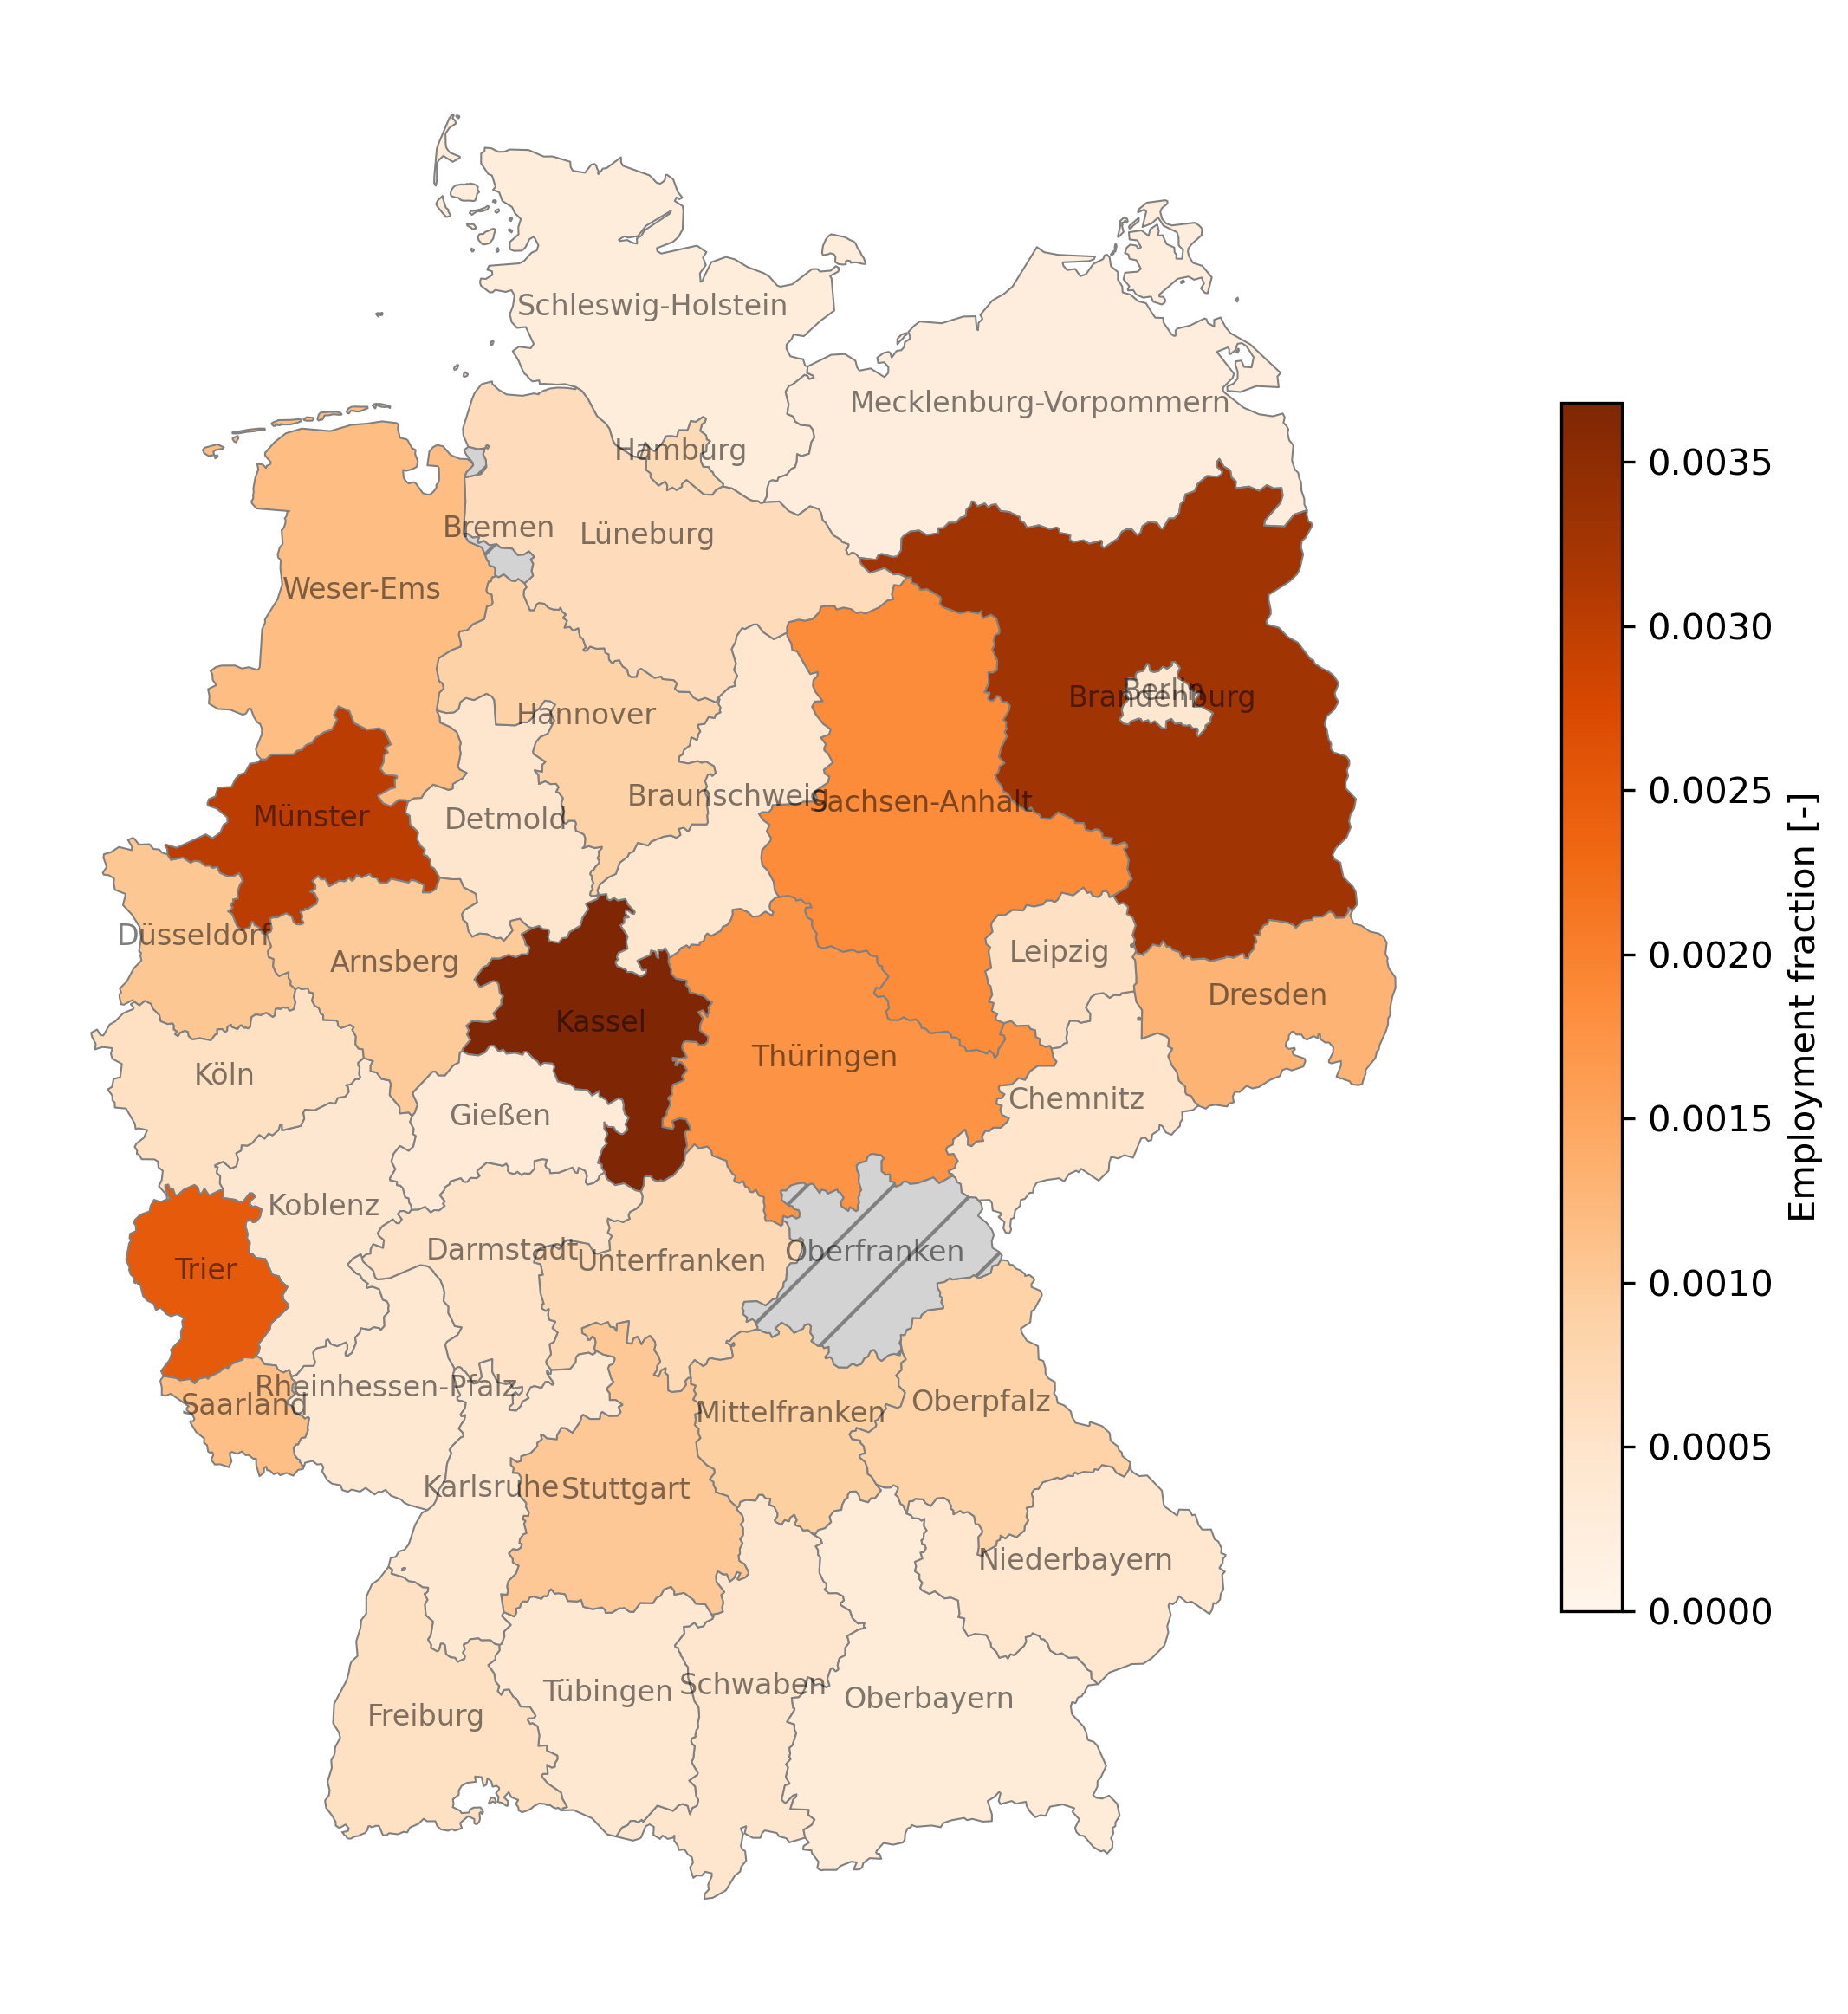 Schleswig-Holstein
Mecklenburg-Vorpommern
Hamburg
Bremen
Lüneburg
Weser-Ems
Berlin
Brandenburg
Hannover
Braunschweig
Sachsen-Anhalt
Münster
Detmold
Düsseldorf
Arnsberg
Leipzig
Dresden
Kassel
Thüringen
Köln
Gießen
Chemnitz
Koblenz
Darmstadt
Unterfranken
Oberfranken
Trier
Rheinhessen-Pfalz
Saarland
Mittelfranken
Oberpfalz
Karlsruhe
Stuttgart
Niederbayern
Tübingen
Schwaben
Oberbayern
Freiburg
0.0035
0.0030
0.0025
0.0020
0.0015
0.0010
0.0005
0.0000
Employment fraction [-]